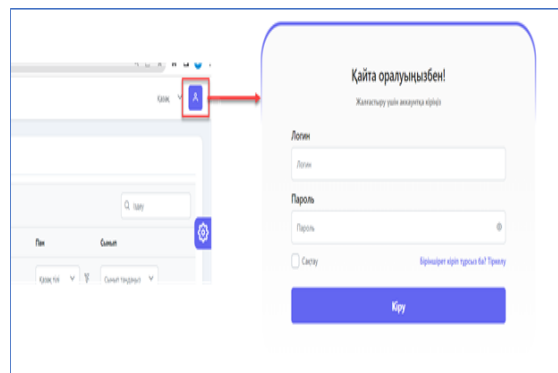 Қазақ
Іздеу
Пән
Сынып
Қазақ тілі
Сынып таңдаңыз
Қайта оралуыңызбен!
Жалғастыру үшін аккаунтқа кіріңіз
Логин
Логин
Пароль
Пароль
Сақтау
Бірінші рет кіріп тұрсыз ба? Тіркелу
Кіру